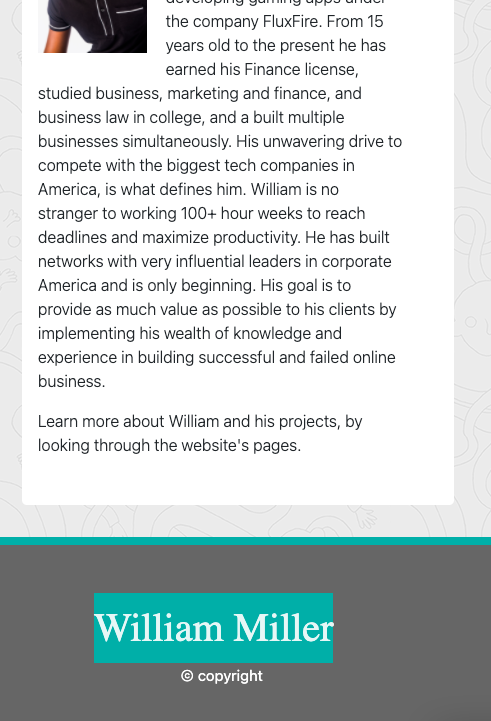 developing gaming apps under
the company FluxFire. From 15
years old to the present he has
earned his Finance license,
studied business, marketing and finance, and
business law in college, and a built multiple
businesses simultaneously. His unwavering drive to
compete with the biggest tech companies in
America, is what defines him. William is no
stranger to working 100+ hour weeks to reach
deadlines and maximize productivity. He has built
networks with very influential leaders in corporate
America and is only beginning. His goal is to
provide as much value as possible to his clients by
implementing his wealth of knowledge and
experience in building successful and failed online
business.
Learn more about William and his projects, by
looking through the website's pages.
William Miller
© copyright